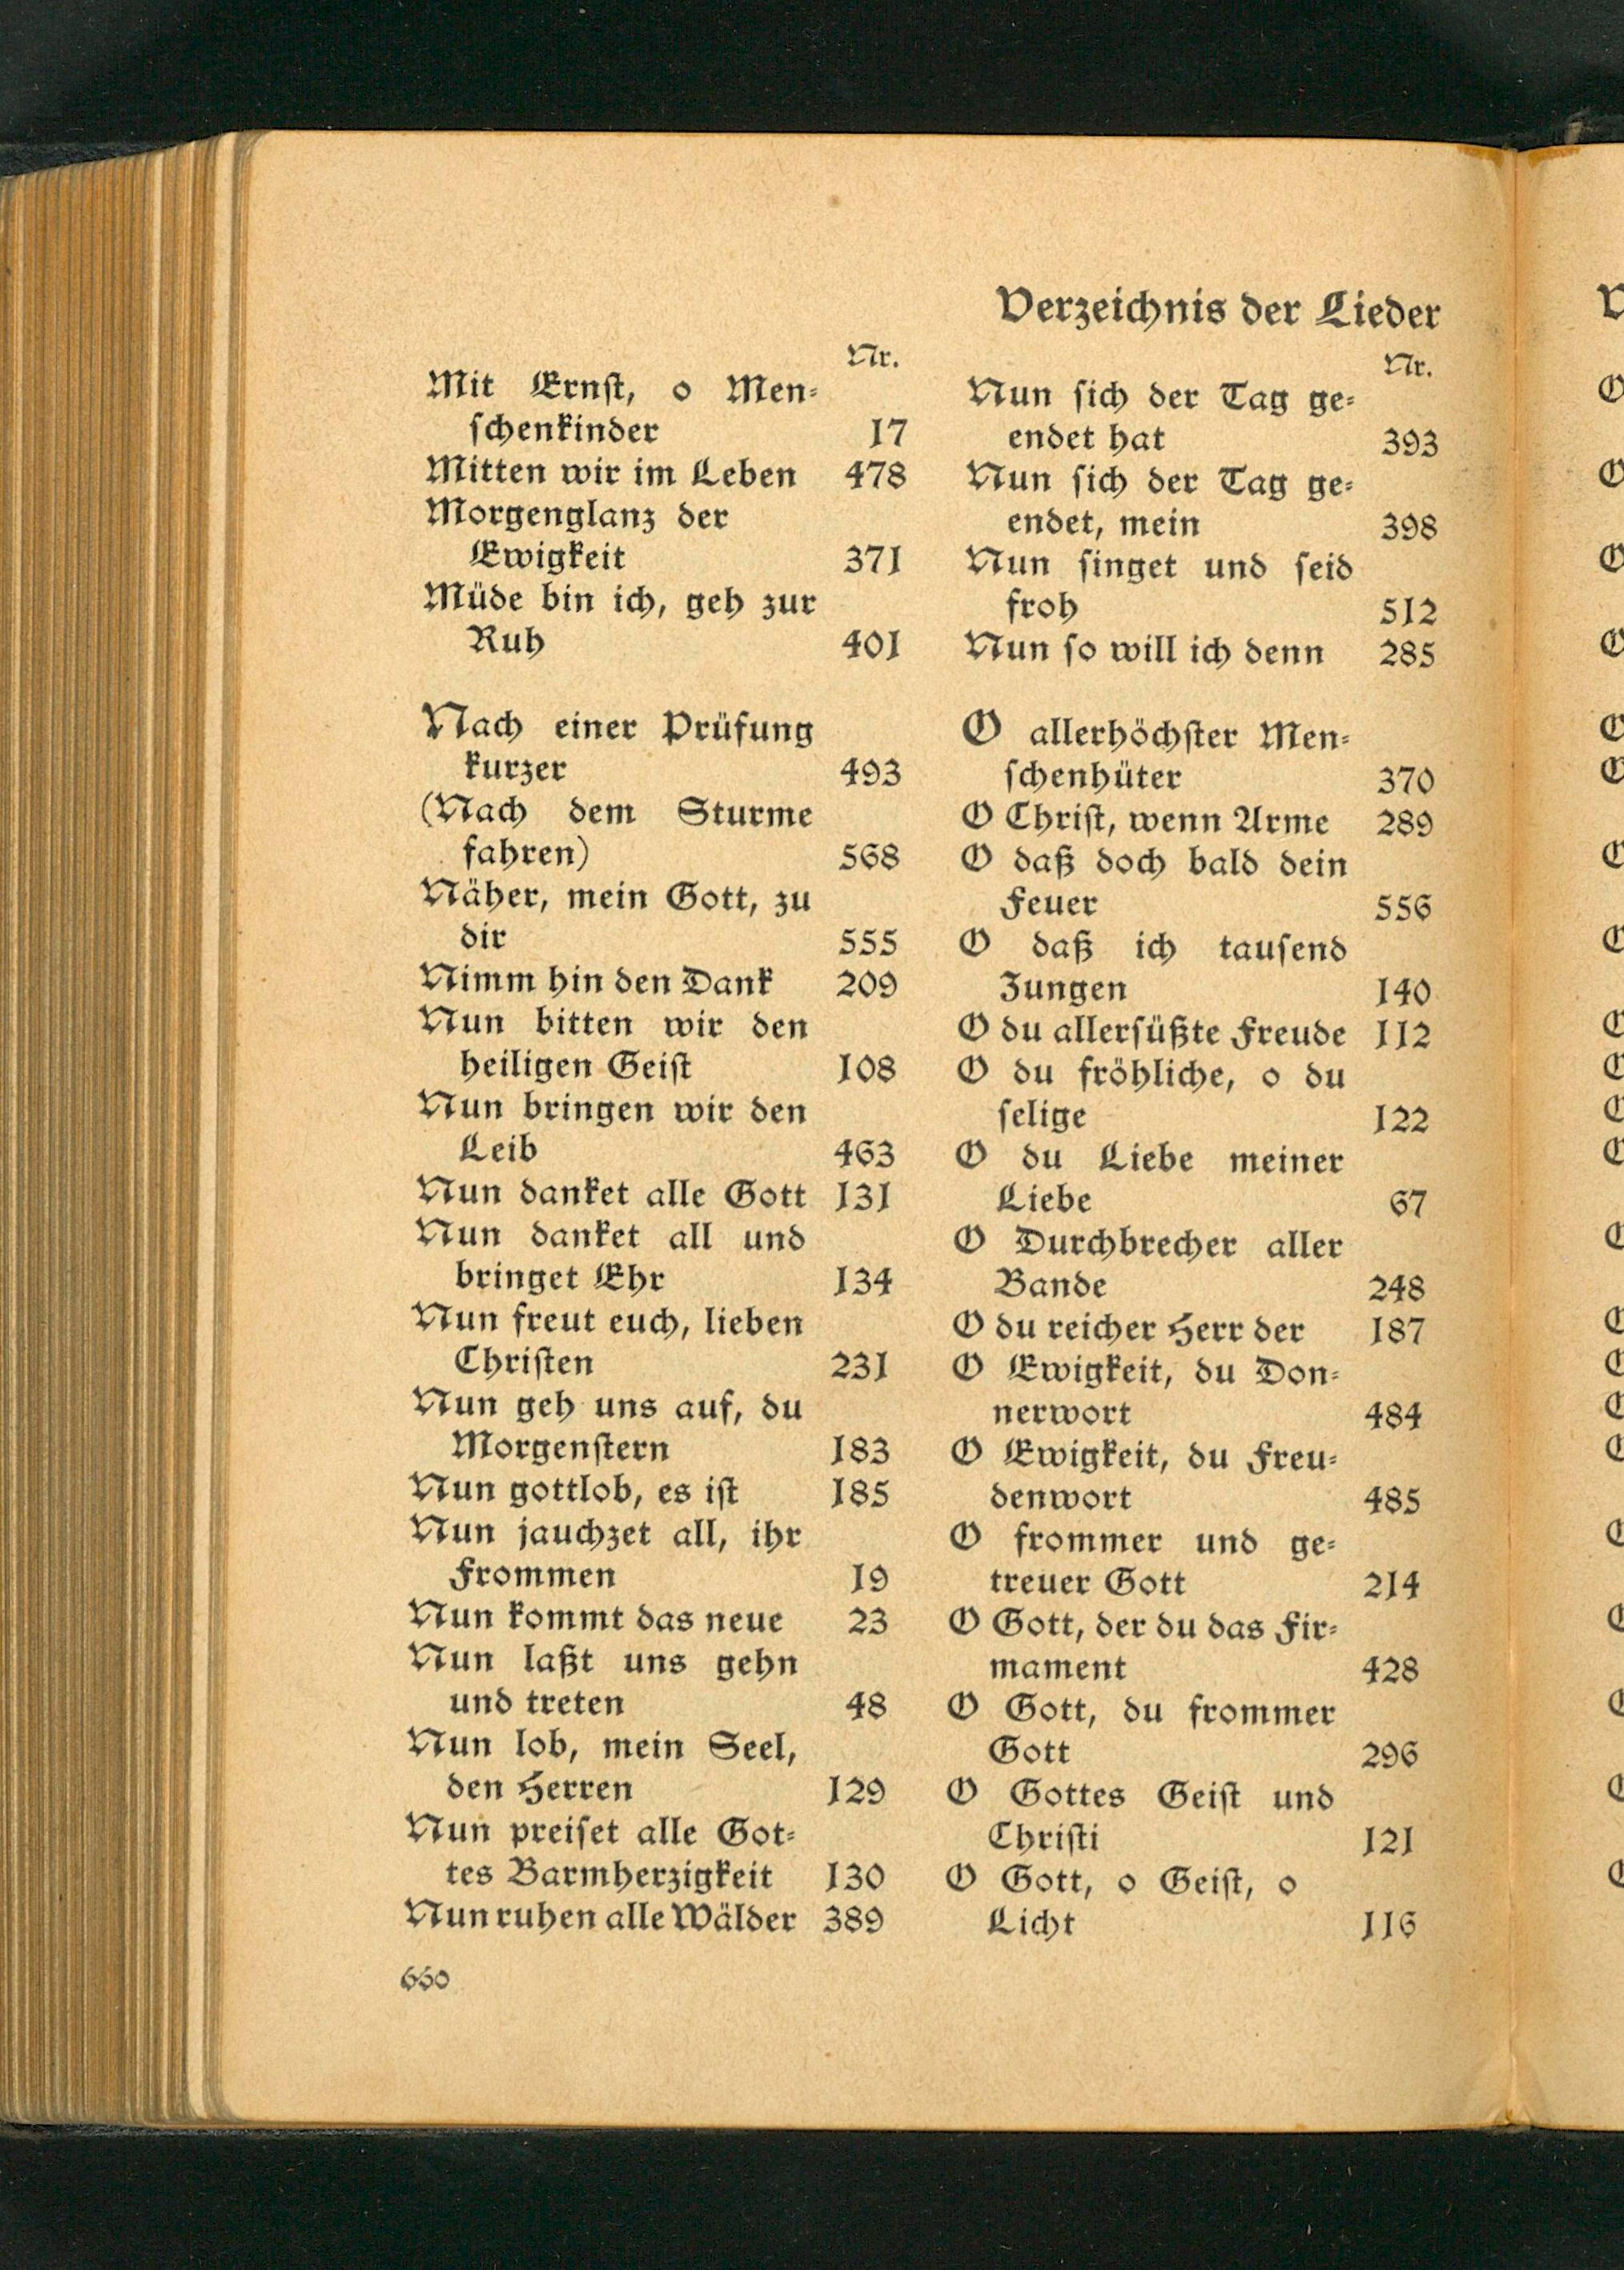 Verzeichnis der Lieder
Nr.
Mit Ernst, o Men-
schenkinder 17
Mitten wir im Leben 478
Morgenglanz der
Ewigkeit 371
Müde bin ich, geh zur
Ruh 401
Nach einer Prüfung
kurzer 493
(Nach dem Sturme
fahren) 568
Näher, mein Gott, zu
dir 555
Nimm hin den Dank 209
Nun bitten wir den
heiligen Geist 108
Nun bringen wir den
Leib 463
Nun danket alle Gott 131
Nun danket all und
bringet Ehr 134
Nun freut euch, lieben
Christen 231
Nun geh uns auf, du
Morgenstern 183
Nun gottlob, es ist 185
Nun jauchzet all, ihr
Frommen 19
Nun kommt das neue 23
Nun laßt uns gehn
und treten 48
Nun lob, mein Seel,
den Herren 129
Nun preiset alle Got-
tes Barmherzigkeit 130
Nun ruhen alle Wälder 389
Nr.
Nun sich der Tag ge-
endet hat 393
Nun sich der Tag ge-
endet, mein 398
Nun singet und seid
froh 512
Nun so will ich denn 285
O allerhöchster Men-
schenhüter 370
O Christ, wenn Arme 289
O daß doch bald dein
Feuer 556
O daß ich tausend
Zungen 140
O du allersüßte Freude 112
O du fröhliche, o du
selige 122
O du Liebe meiner
Liebe 67
O Durchbrecher aller
Bande 248
O du reicher Herr der 187
O Ewigkeit, du Don-
nerwort 484
O Ewigkeit, du Freu-
denwort 485
O frommer und ge-
treuer Gott 214
O Gott, der du das Fir-
mament 428
O Gott, du frommer
Gott 296
O Gottes Geist und
Christi 121
O Gott, o Geist, o
Licht 116
660